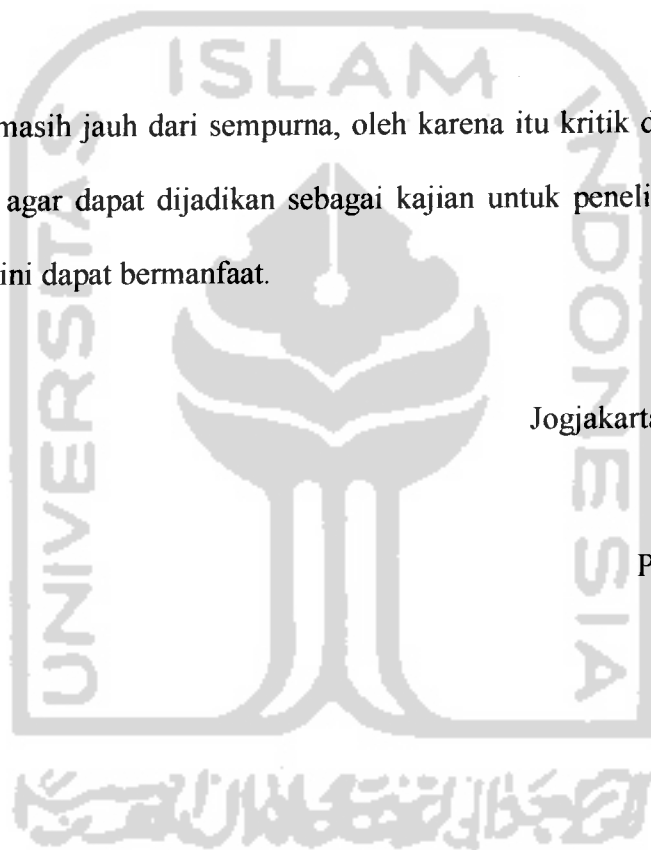 ISLAM
UNIVERSITAS
INDONESIA
masih jauh dari sempurna, oleh karena itu kritik d
agar dapat dijadikan sebagai kajian untuk peneli
ini dapat bermanfaat.
Jogjakarta
P